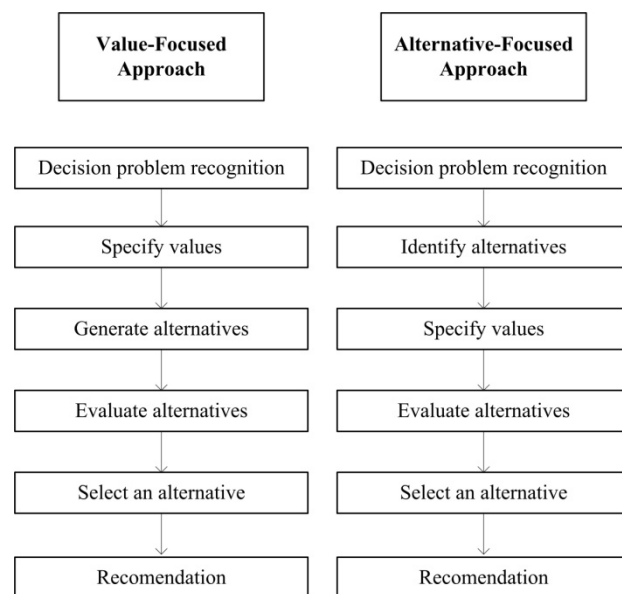 Value-Focused
Approach
Decision problem recognition
Specify values
Generate alternatives
Evaluate alternatives
Select an alternative
Recomendation
Alternative-Focused
Approach
Decision problem recognition
Identify alternatives
Specify values
Evaluate alternatives
Select an alternative
Recomendation